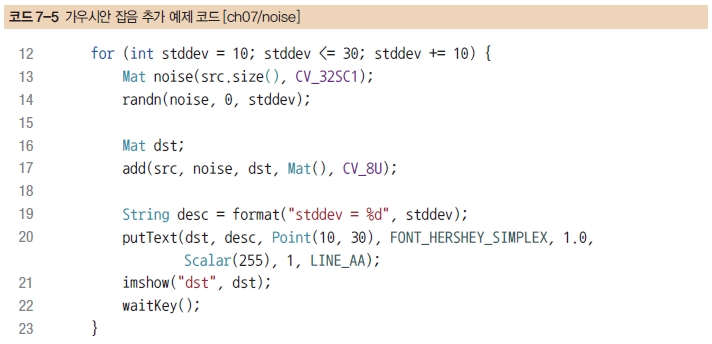 코드 7-5 가우시안 잡음 추가 예제 코드 [ch07/noise]
12 for (int stddev = 10; stddev <= 30; stddev += 10) {
13 Mat noise(src.size(), CV_32SC1);
14 randn(noise, 0, stddev);
15
16 Mat dst;
17 add(src, noise, dst, Mat(), CV_8U);
18
19 String desc = format("stddev = %d", stddev);
20 putText(dst, desc, Point(10, 30), FONT_HERSHEY_SIMPLEX, 1.0,
Scalar(255), 1, LINE_AA);
21 imshow("dst", dst);
22 waitKey();
23 }